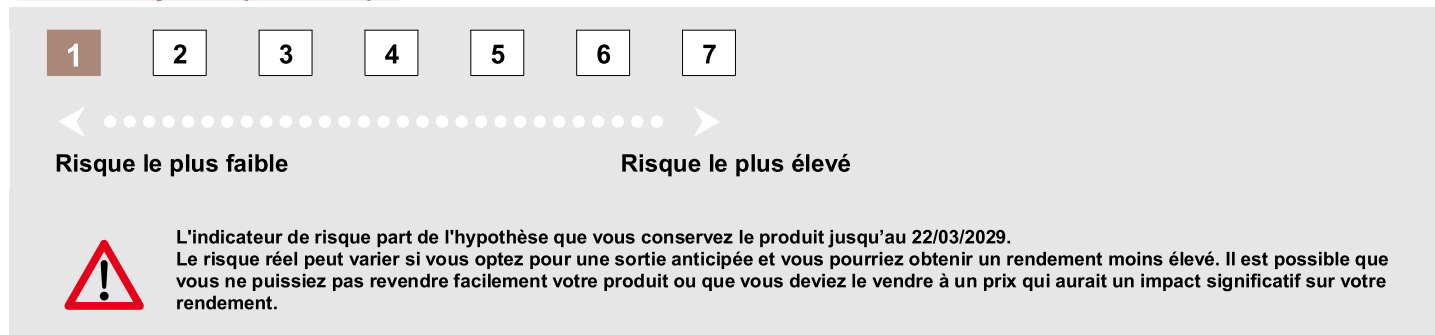 1 2 3 4 5 6 7
Risque le plus faible Risque le plus élevé
L'indicateur de risque part de l'hypothèse que vous conservez le produit jusqu’au 22/03/2029.
Le risque réel peut varier si vous optez pour une sortie anticipée et vous pourriez obtenir un rendement moins élevé. Il est possible que
vous ne puissiez pas revendre facilement votre produit ou que vous deviez le vendre à un prix qui aurait un impact significatif sur votre
rendement.